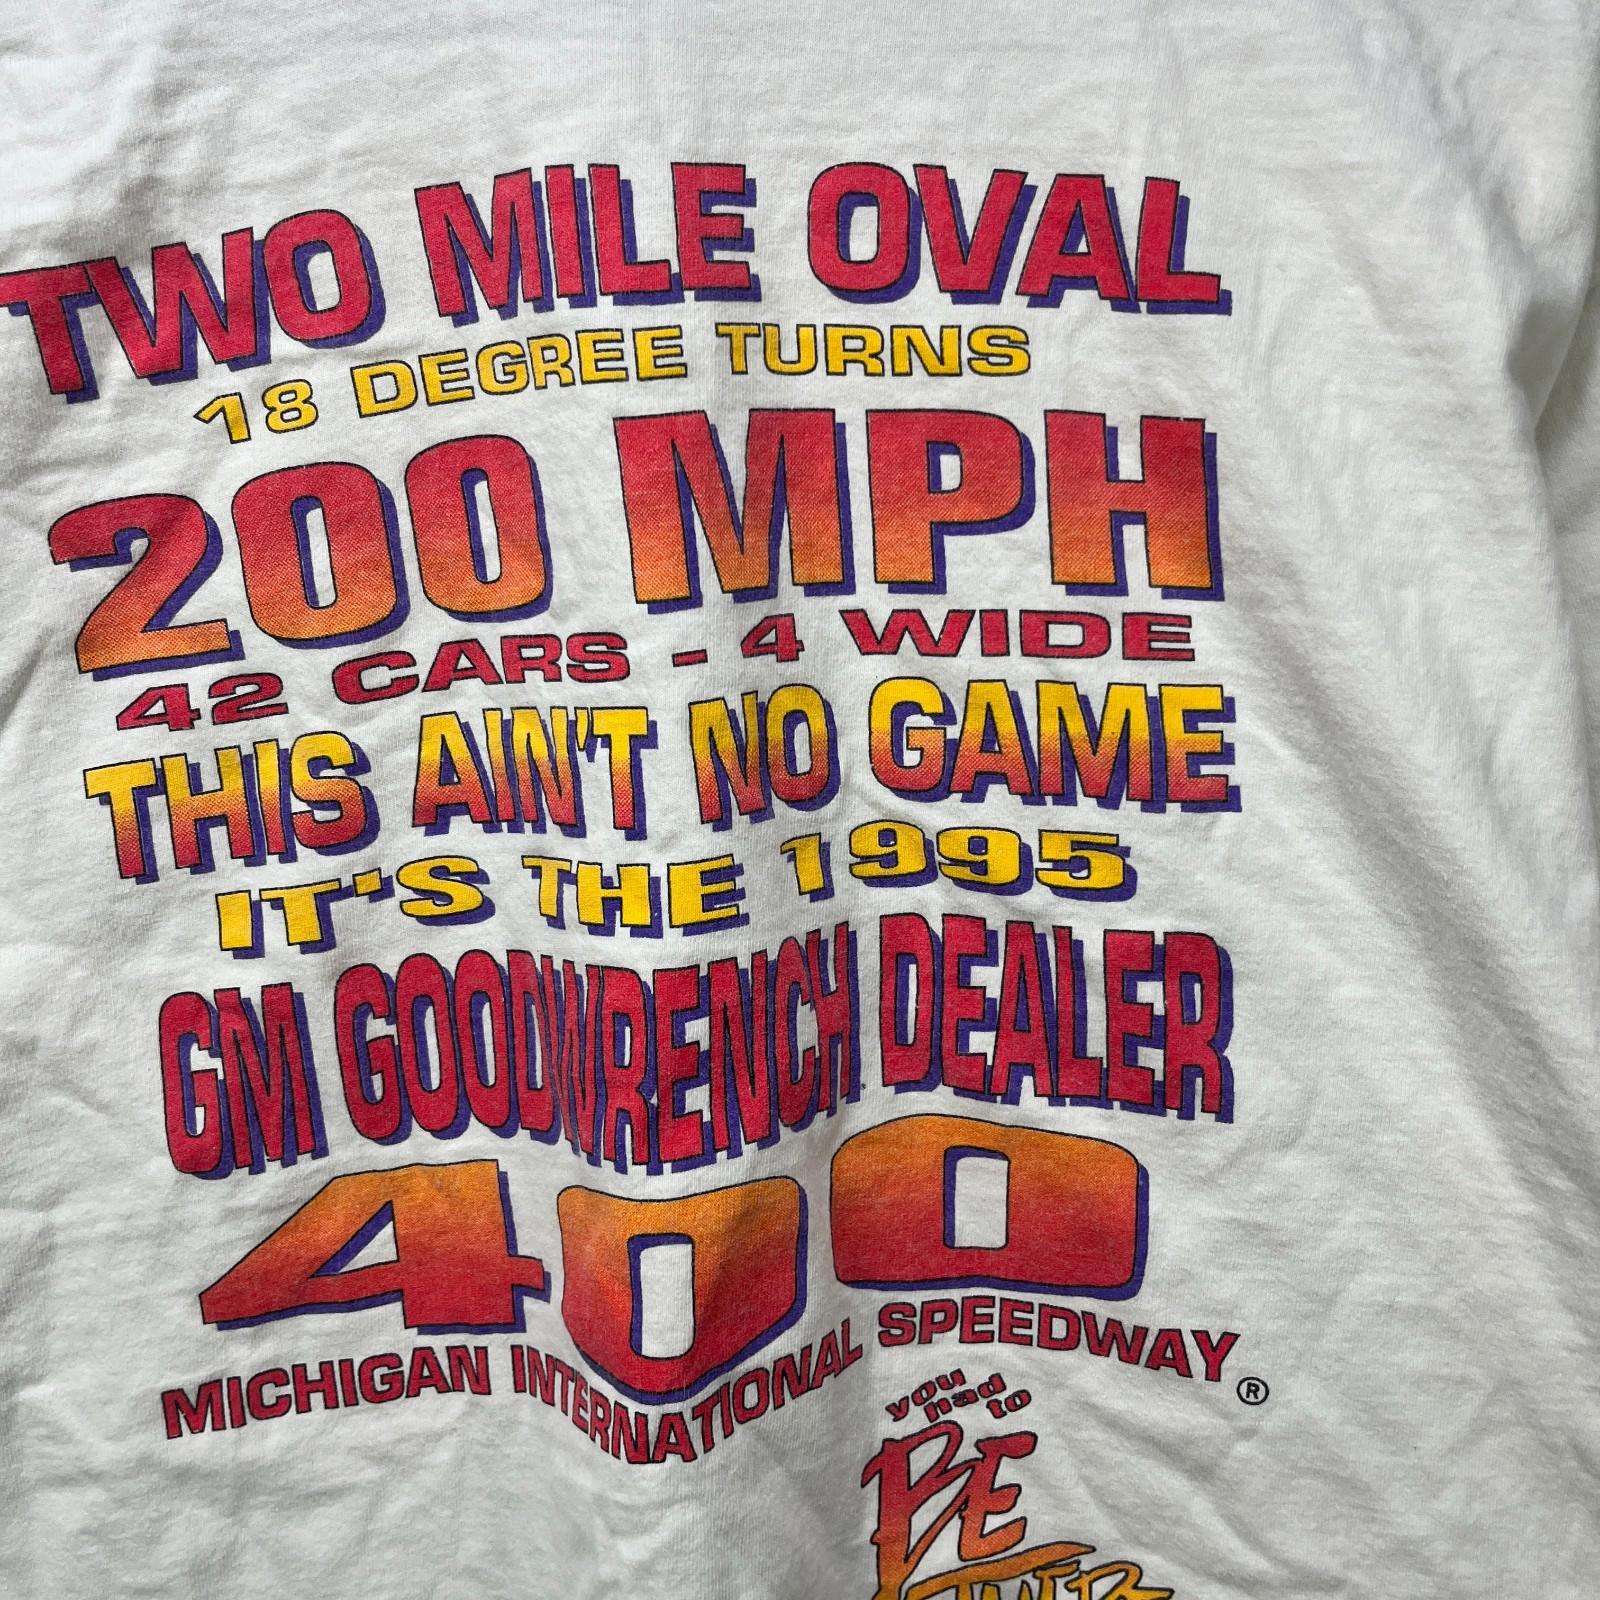 TWO MILE OVAL
18 DEGREE TURNS
200 MPH
42 CARS - 4 WIDE
THIS AIN'T NO GAME
IT'S THE 1995
GM GOODWRENCH DEALER
400
MICHIGAN INTERNATIONAL SPEEDWAY ®
you
had
to
BE